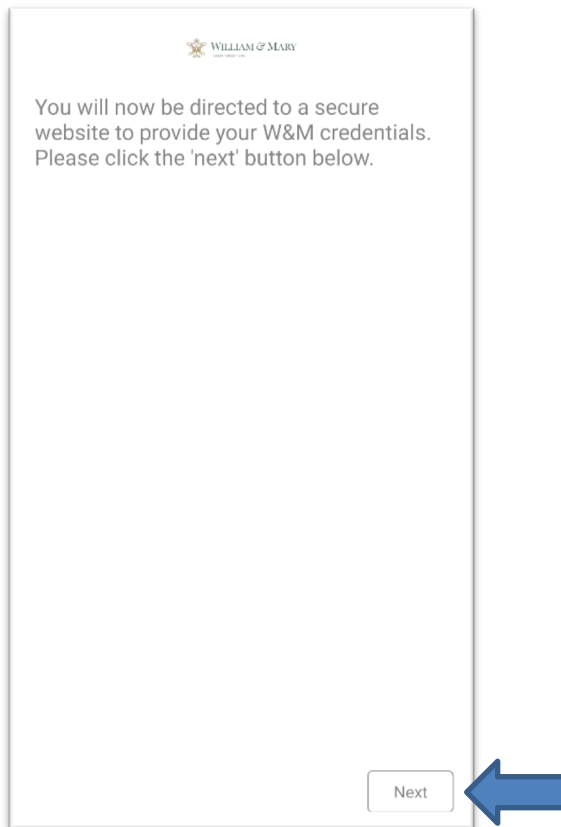 WILLIAM & MARY
You will now be directed to a secure
website to provide your W&M credentials.
Please click the 'next' button below.
Next